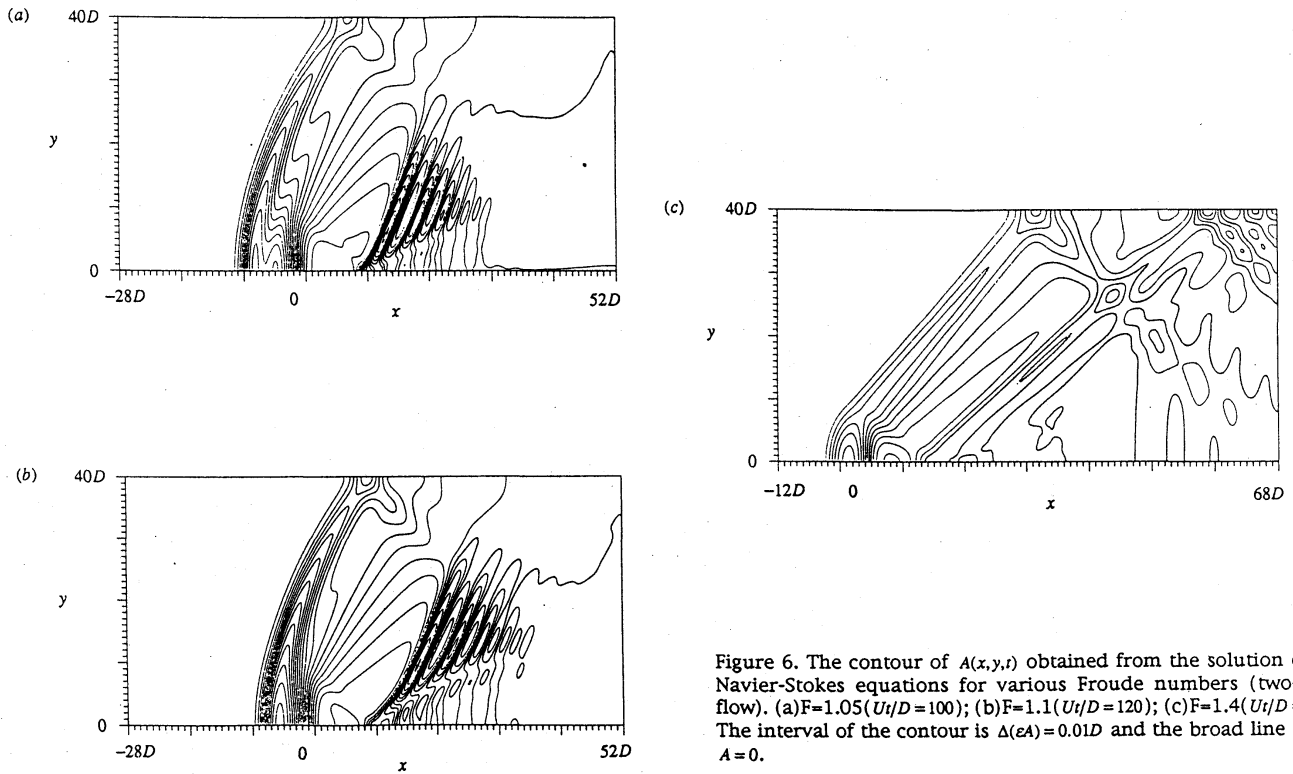 (a)
40D
y
0
−28D
0
x
52D
(b)
40D
y
0
−28D
0
x
52D
(c)
40D
y
0
−12D
0
x
68D
Figure 6. The contour of A(x,y,t) obtained from the solution
Navier-Stokes equations for various Froude numbers (two-
flow). (a)F=1.05(Ut/D=100); (b)F=1.1(Ut/D=120); (c)F=1.4(Ut/D=
The interval of the contour is Δ(εA)=0.01D and the broad line
A=0.